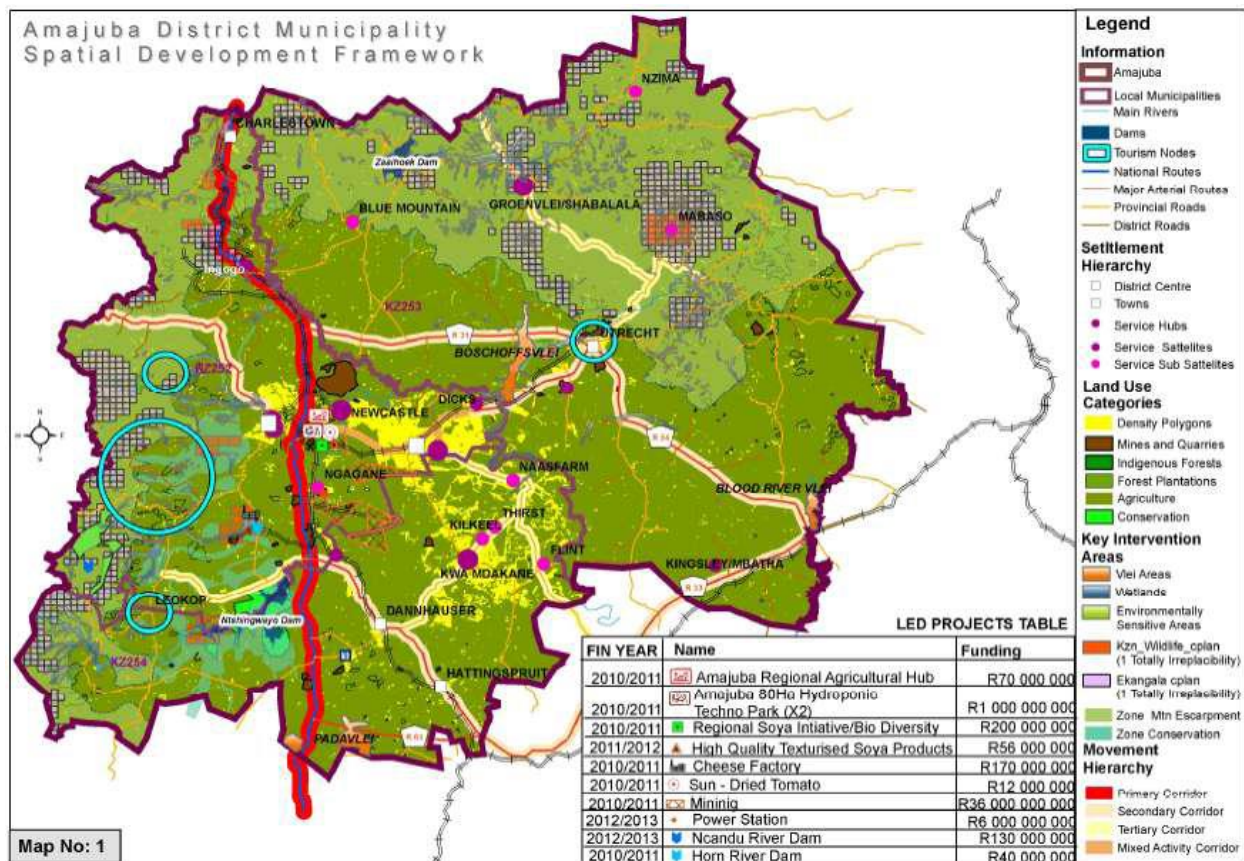 Amajuba District Municipality
Spatial Development Framework
NZIMA
CHARLESTOWN
Zaaihoek Dam
GROENVLEI/SHABALALA
BLUE MOUNTAIN
MABASO
Ingogo
KZ253
R 34
UTRECHT
BOSCHOFFSVLEI
KZ252
DICKS
NEWCASTLE
R 34
NAASFARM
NGAGANE
BLOOD RIVER VLEI
THIRST
KILKEEL
FLINT
KWA MDAKANE
KINGSLEY/MBATHA
R 33
LEOKOP
DANNHAUSER
Ntshingwayo Dam
KZ254
HATTINGSPRUIT
PADAVLEI
Map No: 1
LED PROJECTS TABLE
FIN YEAR Name Funding
2010/2011 Amajuba Regional Agricultural Hub R70 000 000
2010/2011 Amajuba 80Ha Hydroponic
Techno Park (X2) R1 000 000 000
2010/2011 Regional Soya Intiative/Bio Diversity R200 000 000
2011/2012 High Quality Texturised Soya Products R56 000 000
2010/2011 Cheese Factory R170 000 000
2010/2011 Sun - Dried Tomato R12 000 000
2010/2011 Mininig R36 000 000 000
2012/2013 Power Station R6 000 000 000
2012/2013 Ncandu River Dam R130 000 000
2010/2011 Horn River Dam R40 000 000
Legend
Information
Amajuba
Local Municipalities
Main Rivers
Dams
Tourism Nodes
National Routes
Major Arterial Routes
Provincial Roads
District Roads
Setltlement
Hierarchy
District Centre
Towns
Service Hubs
Service Sattelites
Service Sub Sattelites
Land Use
Categories
Density Polygons
Mines and Quarries
Indigenous Forests
Forest Plantations
Agriculture
Conservation
Key Intervention
Areas
Vlei Areas
Wetlands
Environmentally
Sensitive Areas
Kzn_Wildlife_cplan
(1 Totally Irreplacibility)
Ekangala cplan
(1 Totally Irreplacibility)
Zone Mtn Escarpment
Zone Conservation
Movement
Hierarchy
Primary Corridor
Secondary Corridor
Tertiary Corridor
Mixed Activity Corridor